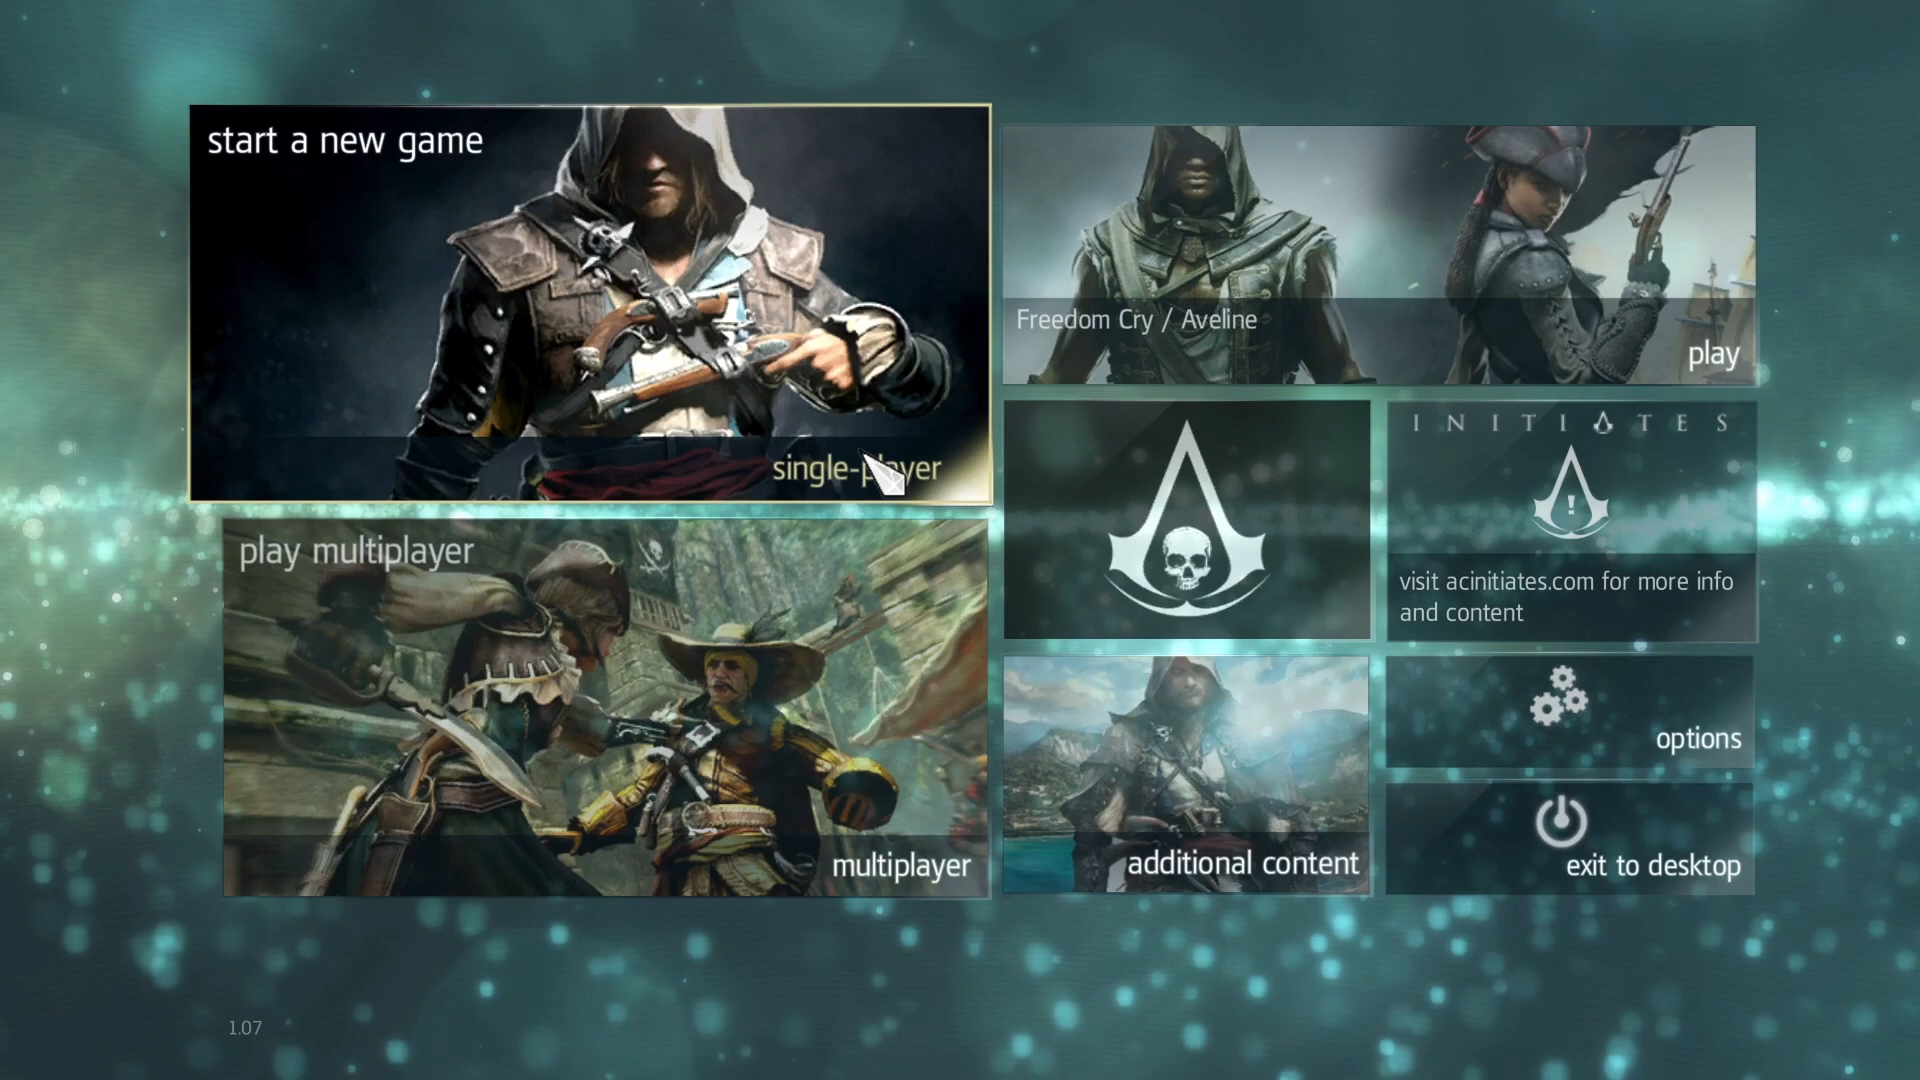 start a new game
single-player
Freedom Cry / Aveline
play
INITIATES
visit acinitiates.com for more info
and content
play multiplayer
multiplayer
additional content
options
exit to desktop
1.07